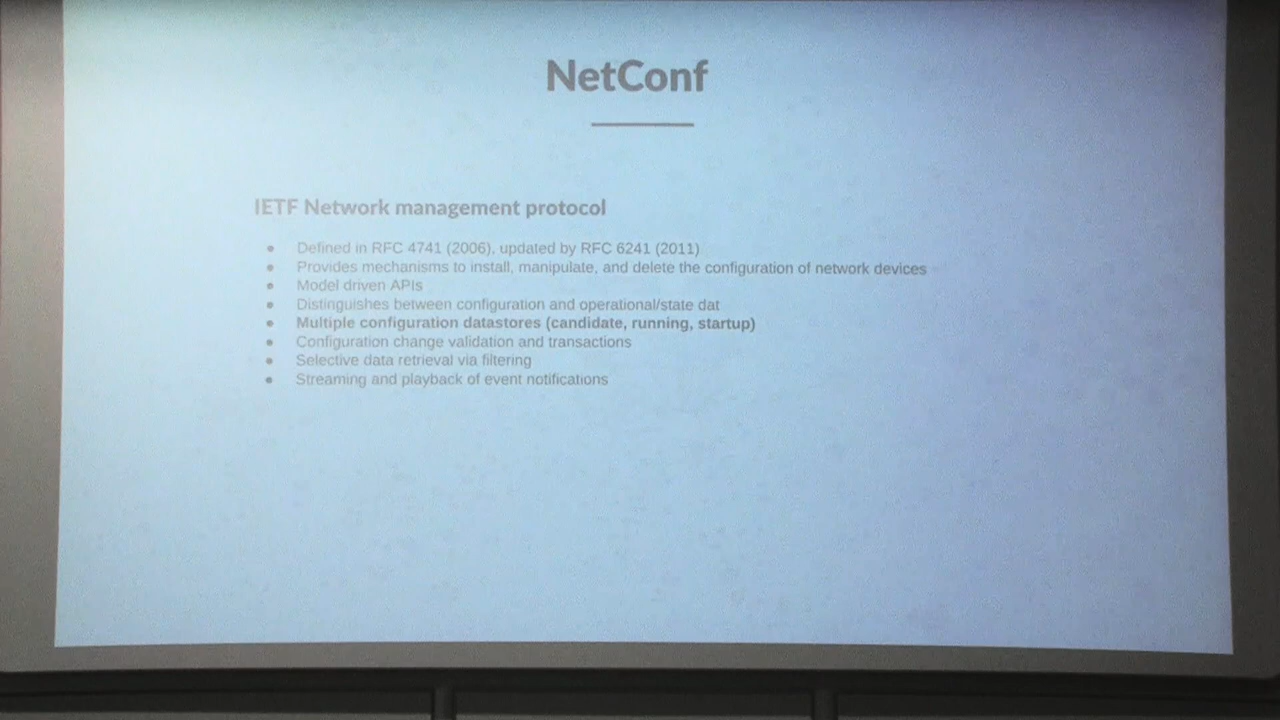 NetConf
IETF Network management protocol
● Defined in RFC 4741 (2006), updated by RFC 6241 (2011)
● Provides mechanisms to install, manipulate, and delete the configuration of network devices
● Model driven APIs
● Distinguishes between configuration and operational/state dat
● Multiple configuration datastores (candidate, running, startup)
● Configuration change validation and transactions
● Selective data retrieval via filtering
● Streaming and playback of event notifications